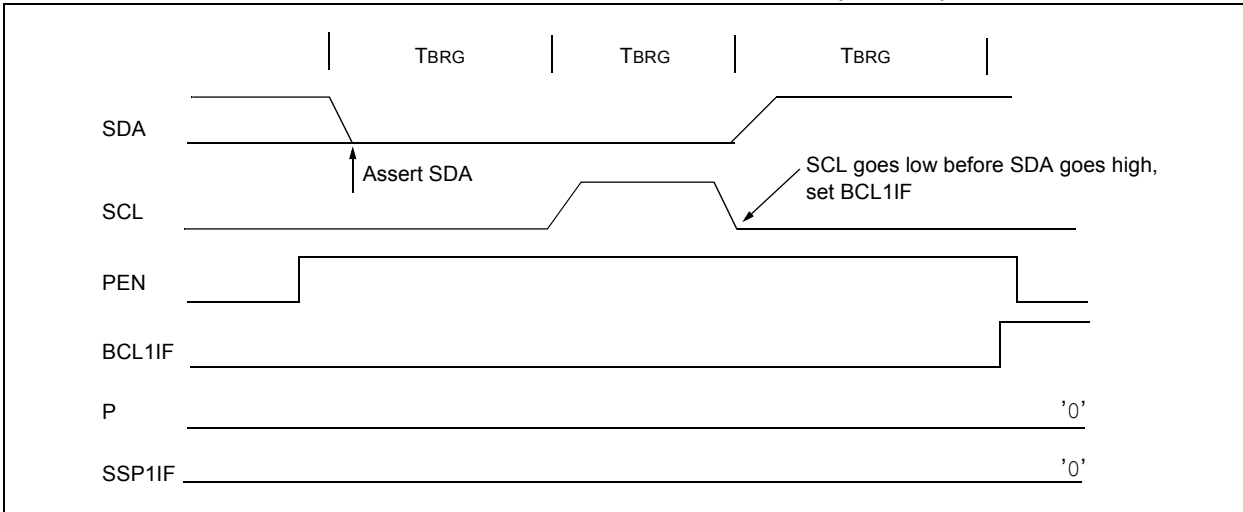 TBRG TBRG TBRG
SDA
Assert SDA
SCL goes low before SDA goes high,
set BCL1IF
SCL
PEN
BCL1IF
P '0'
SSP1IF '0'